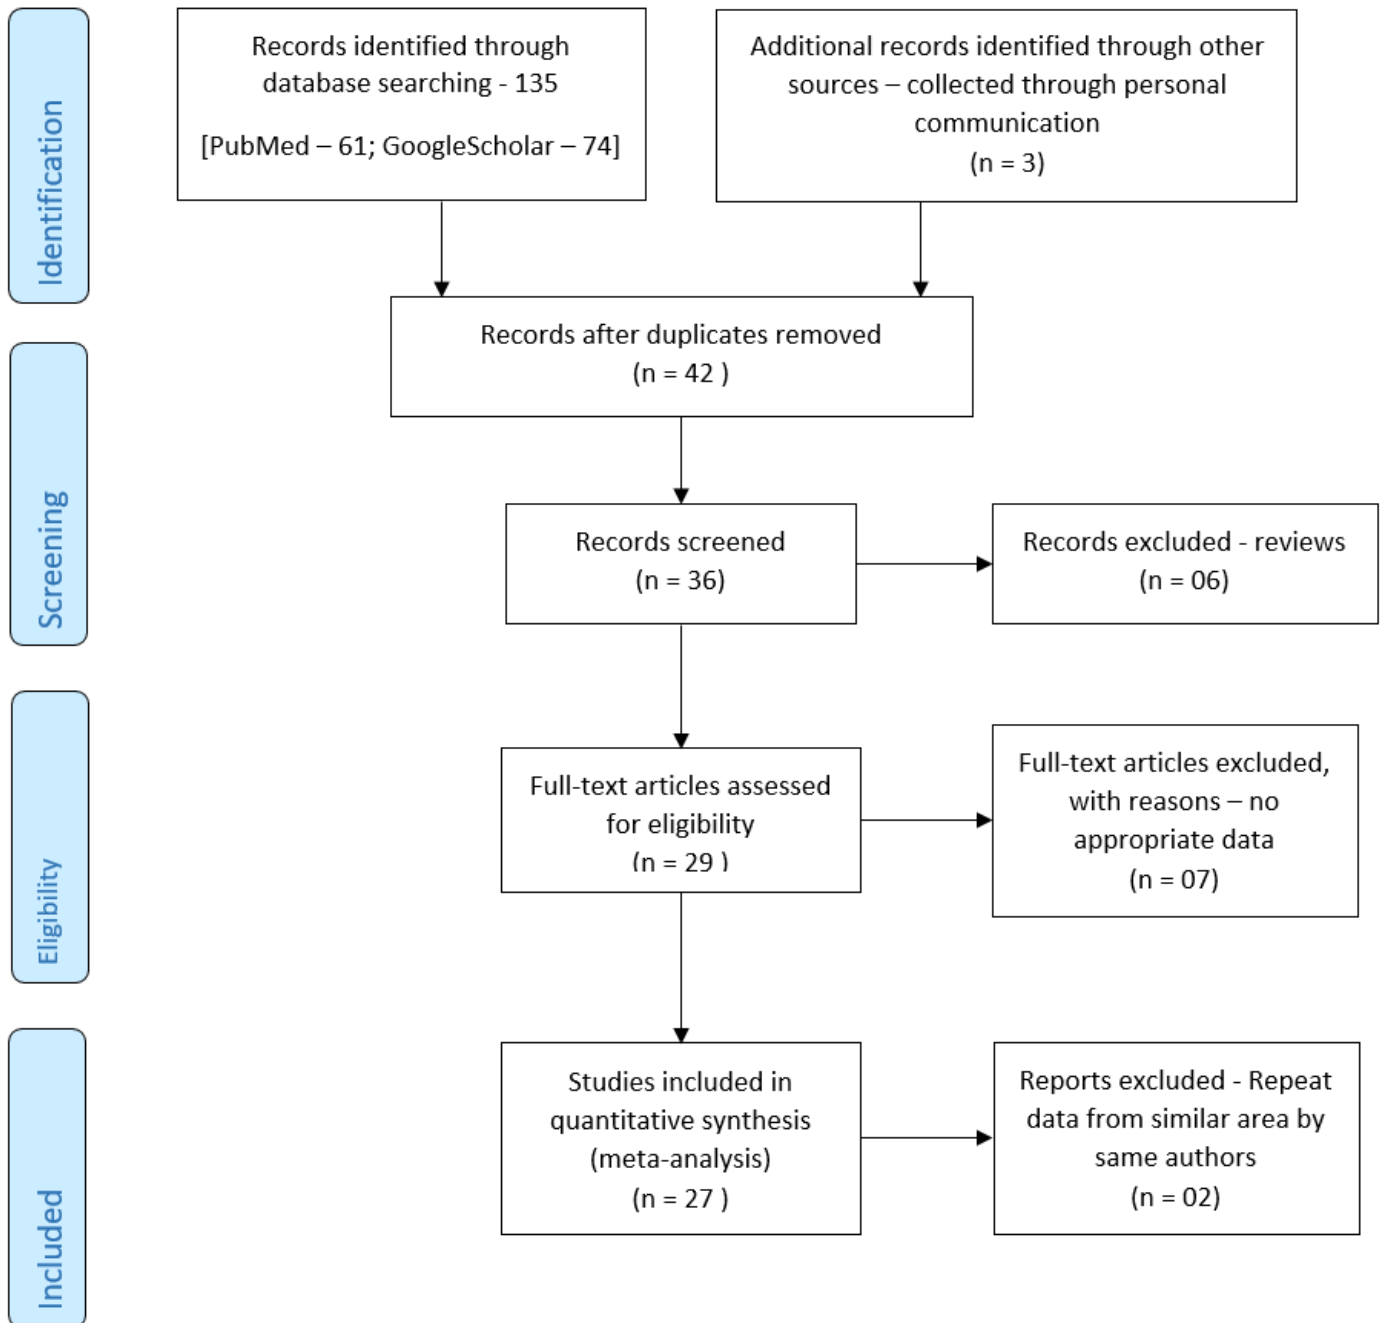 Identification
Records identified through
database searching - 135
[PubMed – 61; GoogleScholar – 74]
Additional records identified through other
sources – collected through personal
communication
(n = 3)
Records after duplicates removed
(n = 42 )
Screening
Records screened
(n = 36)
Records excluded - reviews
(n = 06)
Eligibility
Full-text articles assessed
for eligibility
(n = 29 )
Full-text articles excluded,
with reasons – no
appropriate data
(n = 07)
Included
Studies included in
quantitative synthesis
(meta-analysis)
(n = 27 )
Reports excluded - Repeat
data from similar area by
same authors
(n = 02)